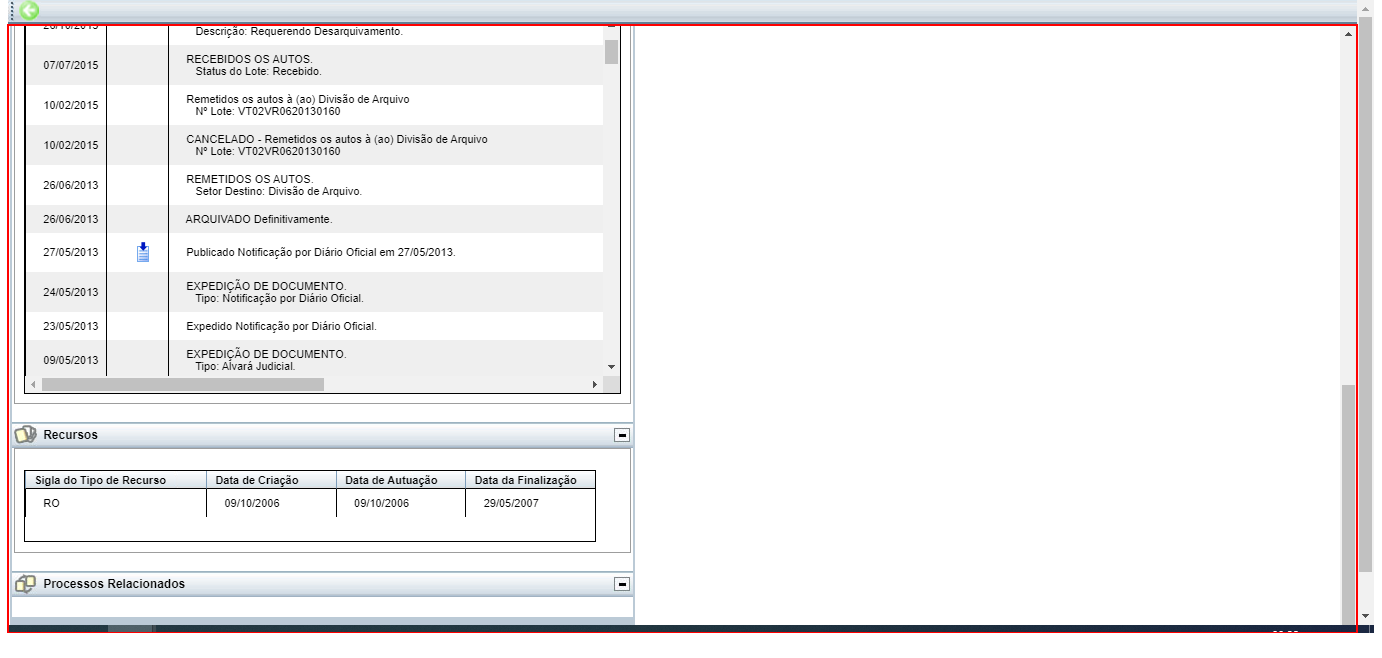 Descrição: Requerendo Desarquivamento.
07/07/2015
RECEBIDOS OS AUTOS.
Status do Lote: Recebido.
10/02/2015
Remetidos os autos à (ao) Divisão de Arquivo
Nº Lote: VT02VR0620130160
10/02/2015
CANCELADO - Remetidos os autos à (ao) Divisão de Arquivo
Nº Lote: VT02VR0620130160
26/06/2013
REMETIDOS OS AUTOS.
Setor Destino: Divisão de Arquivo.
26/06/2013 ARQUIVADO Definitivamente.
27/05/2013 Publicado Notificação por Diário Oficial em 27/05/2013.
24/05/2013
EXPEDIÇÃO DE DOCUMENTO.
Tipo: Notificação por Diário Oficial.
23/05/2013 Expedido Notificação por Diário Oficial.
09/05/2013
EXPEDIÇÃO DE DOCUMENTO.
Tipo: Alvará Judicial.
Recursos
Sigla do Tipo de Recurso Data de Criação Data de Autuação Data da Finalização
RO 09/10/2006 09/10/2006 29/05/2007
Processos Relacionados